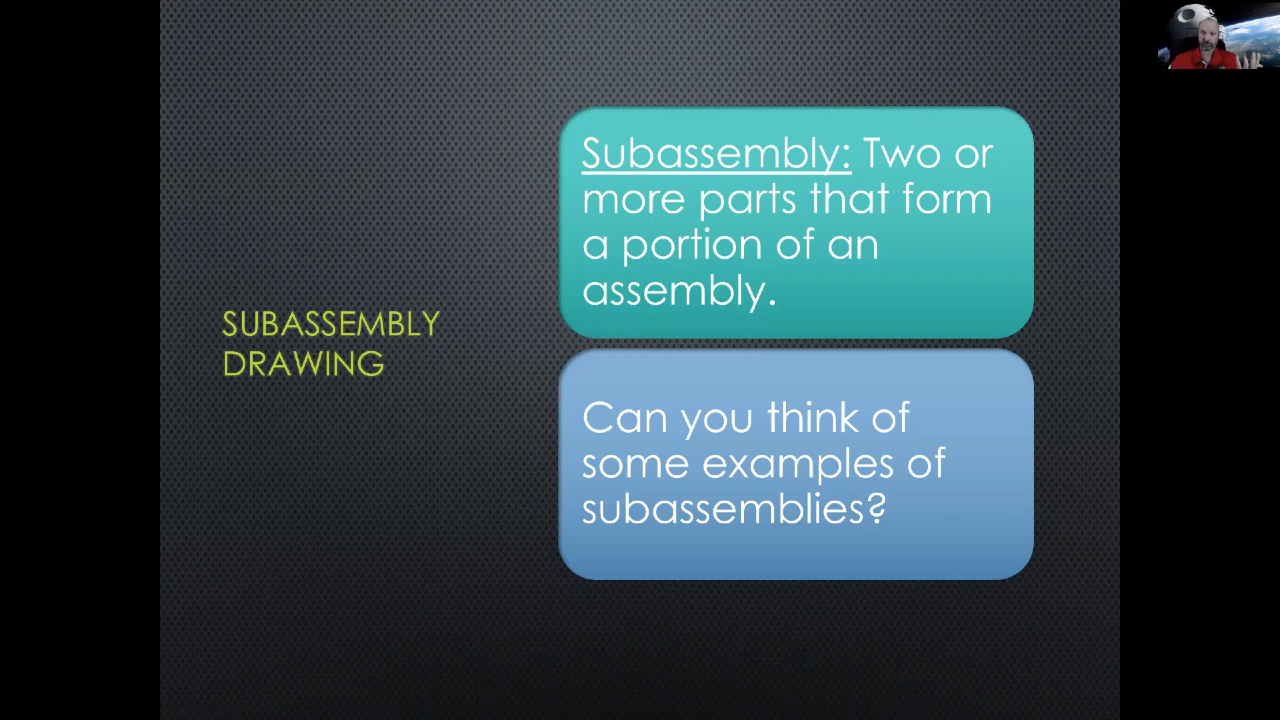 SUBASSEMBLY
DRAWING
Subassembly: Two or
more parts that form
a portion of an
assembly.
Can you think of
some examples of
subassemblies?